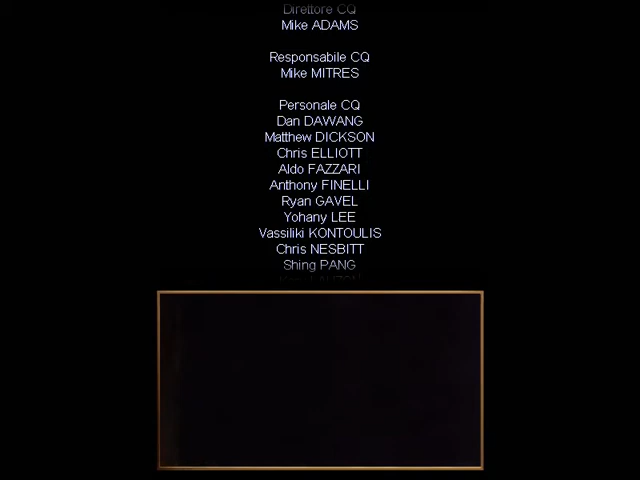 Direttore CQ
Mike ADAMS
Responsabile CQ
Mike MITRES
Personale CQ
Dan DAWANG
Matthew DICKSON
Chris ELLIOTT
Aldo FAZZARI
Anthony FINELLI
Ryan GAVEL
Yohany LEE
Vassiliki KONTOULIS
Chris NESBITT
Shing PANG